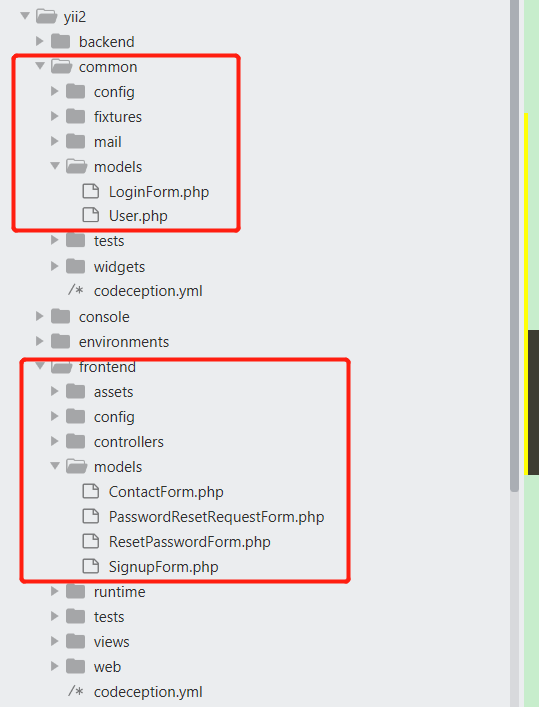 yii2
backend
common
config
fixtures
mail
models
LoginForm.php
User.php
tests
widgets
/* codeception.yml
console
environments
frontend
assets
config
controllers
models
ContactForm.php
PasswordResetRequestForm.php
ResetPasswordForm.php
SignupForm.php
runtime
tests
views
web
/* codeception.yml